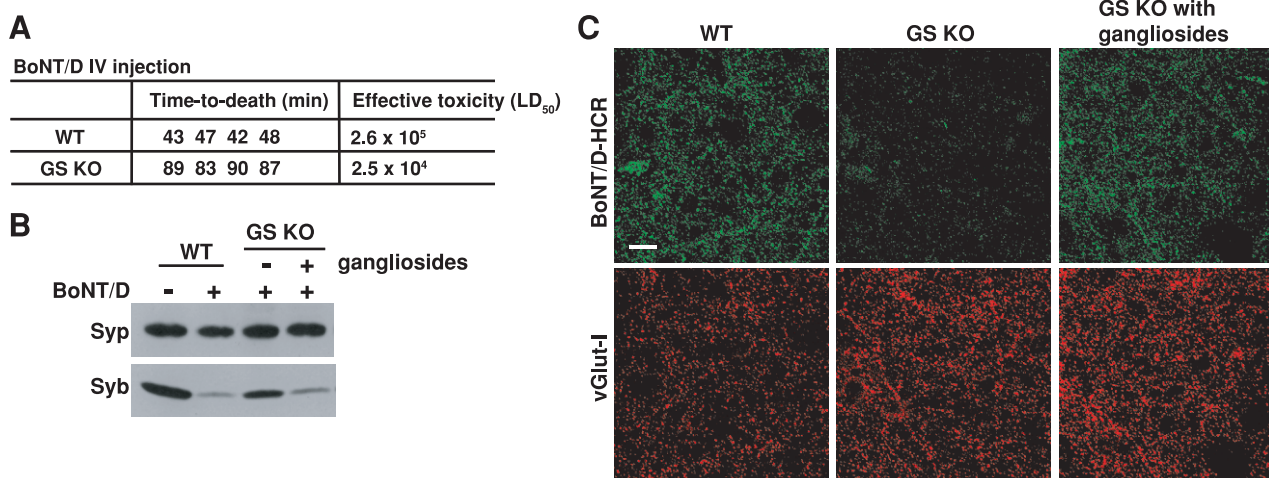 A
BoNT/D IV injection
Time-to-death (min) Effective toxicity (LD50)
WT 43 47 42 48 2.6 x 10⁵
GS KO 89 83 90 87 2.5 x 10⁴
B
WT GS KO
- + gangliosides
BoNT/D - + + +
Syp
Syb
C
WT GS KO GS KO with
gangliosides
BoNT/D-HCR
vGlut-I